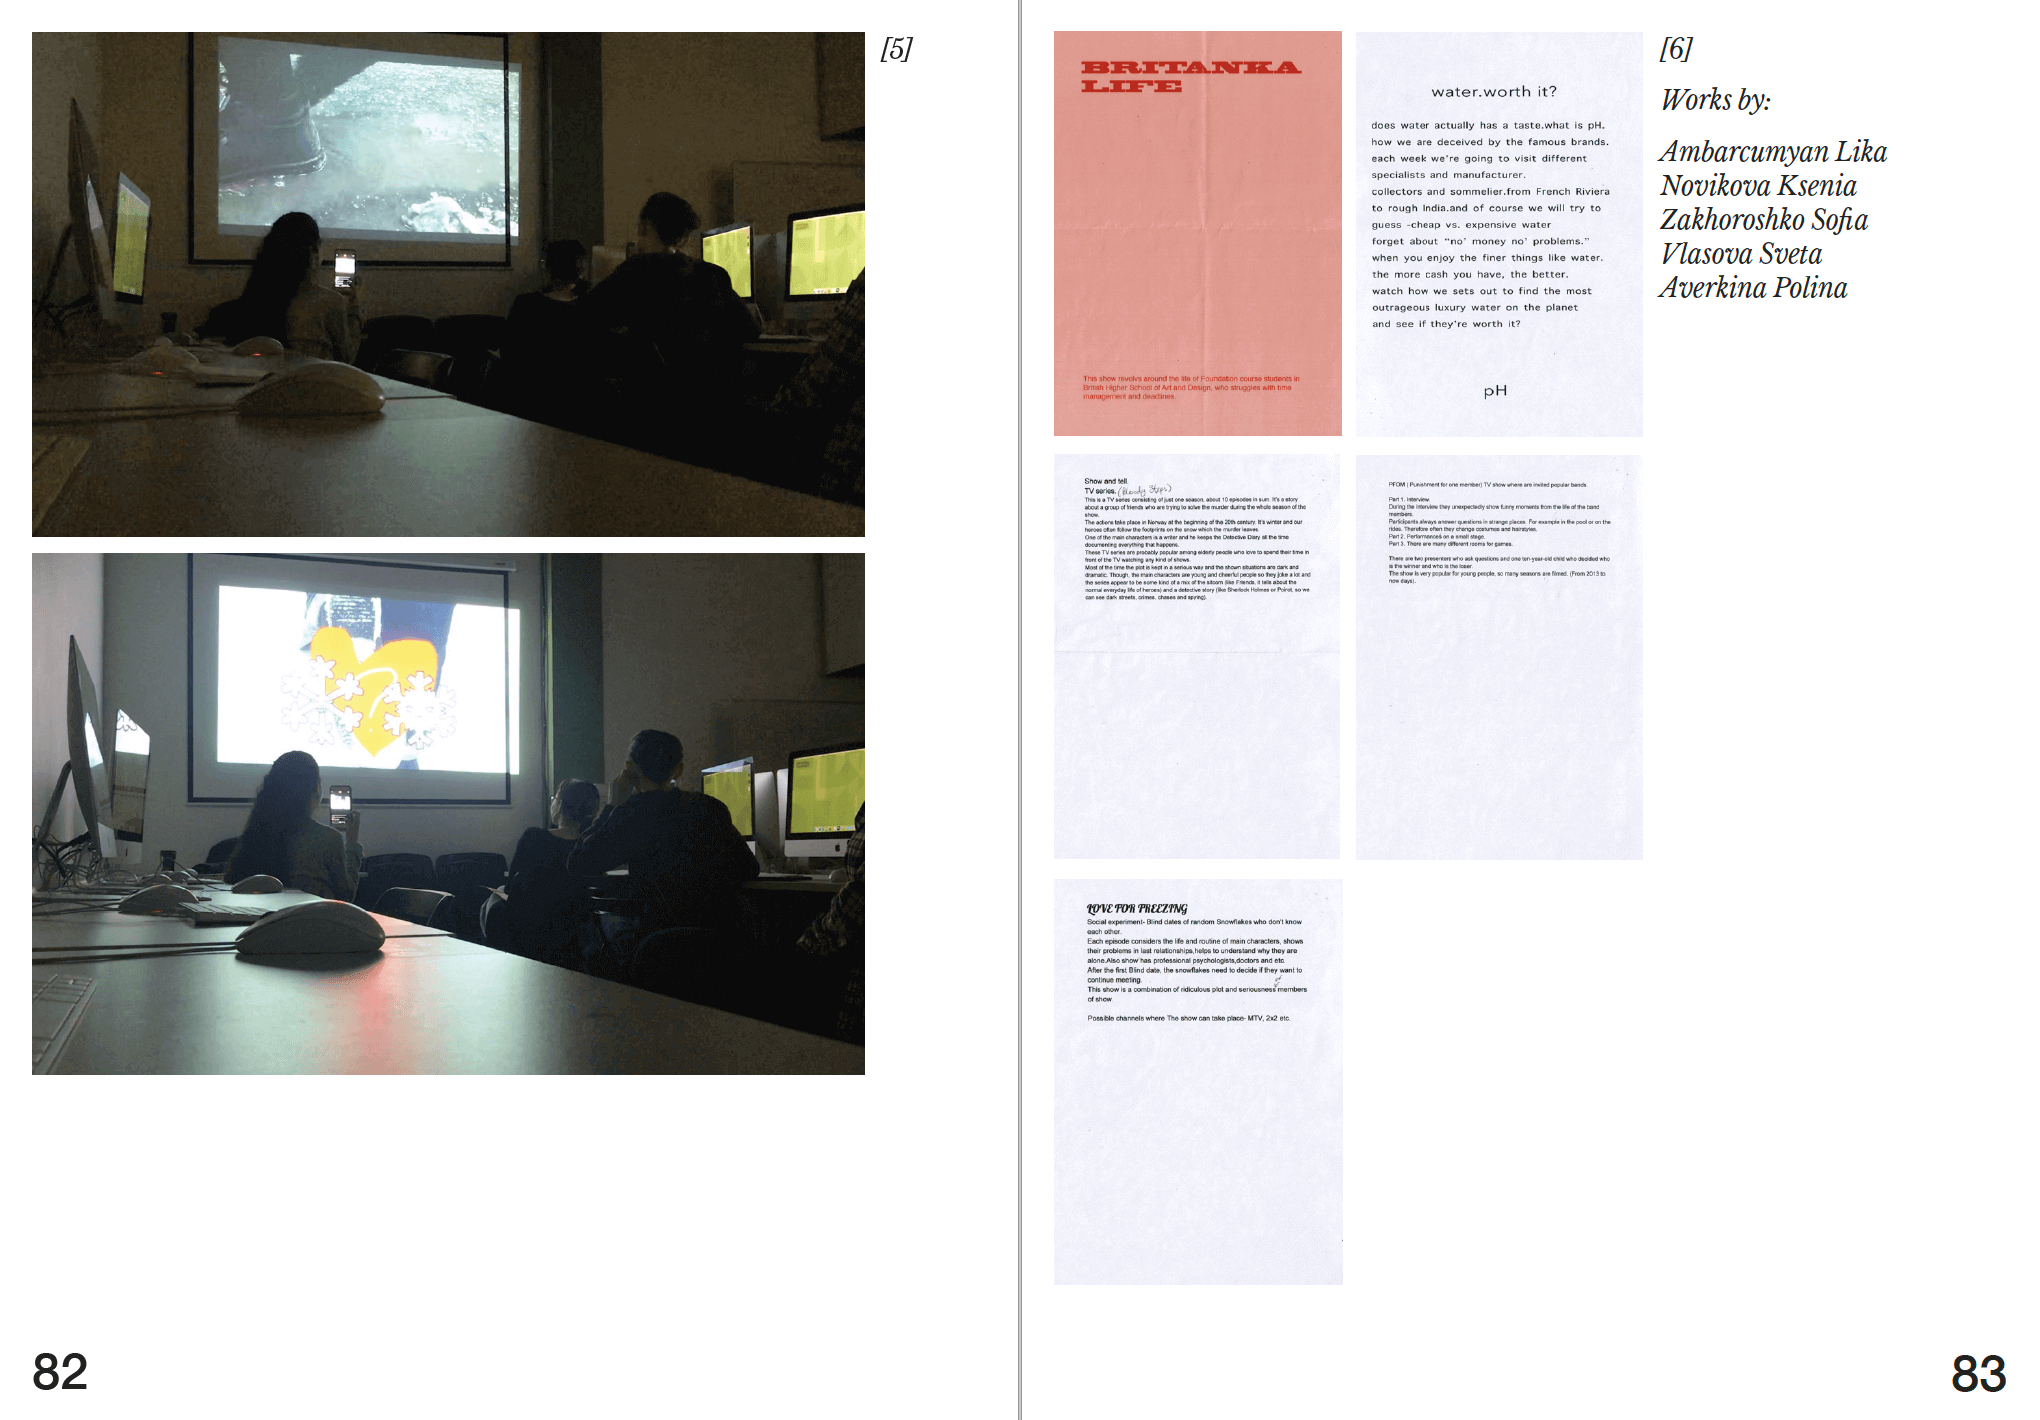 [5]
82
BRITANKA
LIFE
This show revolvs around the life of Foundation course students in
British Higher School of Art and Design, who struggles with time
management and deadlines.
water.worth it?
does water actually has a taste.what is pH.
how we are deceived by the famous brands.
each week we're going to visit different
specialists and manufacturer.
collectors and sommelier.from French Riviera
to rough India.and of course we will try to
guess -cheap vs. expensive water
forget about "no' money no' problems."
when you enjoy the finer things like water.
the more cash you have, the better.
watch how we sets out to find the most
outrageous luxury water on the planet
and see if they're worth it?
pH
[6]
Works by:
Ambarcumyan Lika
Novikova Ksenia
Zakhoroshko Sofia
Vlasova Sveta
Averkina Polina
Show and tell.
TV series. (Bloody Steps)
This is a TV series consisting of just one season, about 10 episodes in sum. It's a story
about a group of friends who are trying to solve the murder during the whole season of the
show.
The actions take place in Norway at the beginning of the 20th century. It's winter and our
heroes often follow the footprints on the snow which the murder leaves.
One of the main characters is a writer and he keeps the Detective Diary all the time
documenting everything that happens.
These TV series are probably popular among elderly people who love to spend their time in
front of the TV watching any kind of shows.
Most of the time the plot is kept in a serious way and the shown situations are dark and
dramatic. Though, the main characters are young and cheerful people so they joke a lot and
the series appear to be some kind of a mix of the sitcom (like Friends, it tells about the
normal everyday life of heroes) and a detective story (like Sherlock Holmes or Poirot, so we
can see dark streets, crimes, chases and spying).
PFOM ( Punishment for one member) TV show where are invited popular bands.
Part 1. Interview.
During the interview they unexpectedly show funny moments from the life of the band
members.
Participants always answer questions in strange places. For example in the pool or on the
rides. Therefore often they change costumes and hairstyles.
Part 2. Performances on a small stage.
Part 3. There are many different rooms for games.
There are two presenters who ask questions and one ten-year-old child who decided who
is the winner and who is the loser.
The show is very popular for young people, so many seasons are filmed. (From 2013 to
now days).
LOVE FOR FREEZING
Social experiment- Blind dates of random Snowflakes who don't know
each other.
Each episode considers the life and routine of main characters, shows
their problems in last relationships,helps to understand why they are
alone.Also show has professional psychologists,doctors and etc.
After the first Blind date, the snowflakes need to decide if they want to
continue meeting.
of
This show is a combination of ridiculous plot and seriousness members
of show.
Possible channels where The show can take place- MTV, 2x2 etc.
83